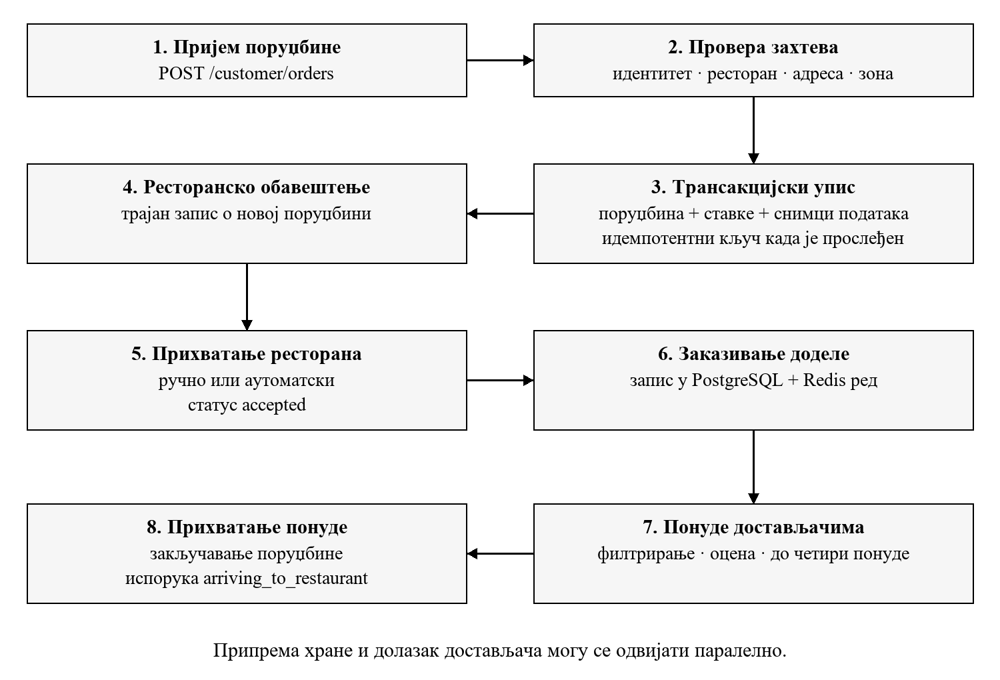 1. Пријем поруџбине
POST /customer/orders
2. Провера захтева
идентитет · ресторан · адреса · зона
3. Трансакцијски упис
поруџбина + ставке + снимци података
идемпотентни кључ када је прослеђен
4. Ресторанско обавештење
трајан запис о новој поруџбини
5. Прихватање ресторана
ручно или аутоматски
статус accepted
6. Заказивање доделе
запис у PostgreSQL + Redis ред
7. Понуде достављачима
филтрирање · оцена · до четири понуде
8. Прихватање понуде
закључавање поруџбине
испорука arriving_to_restaurant
Припрема хране и долазак достављача могу се одвијати паралелно.